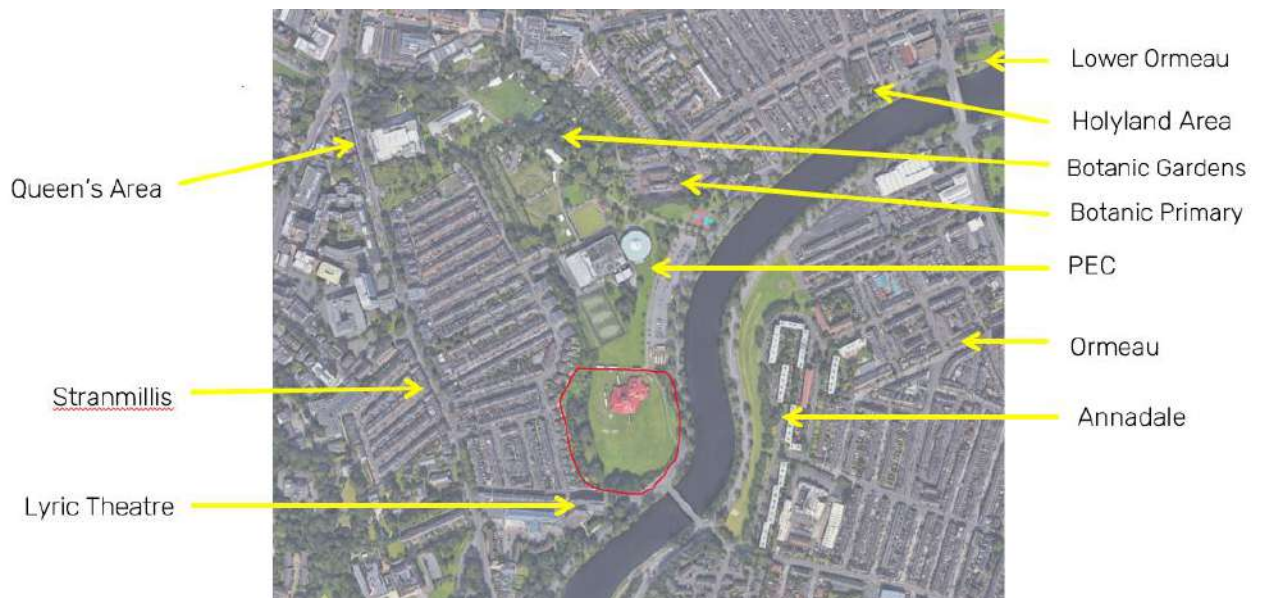 Lower Ormeau
Holyland Area
Botanic Gardens
Queen's Area
Botanic Primary
PEC
Ormeau
Stranmillis
Annadale
Lyric Theatre